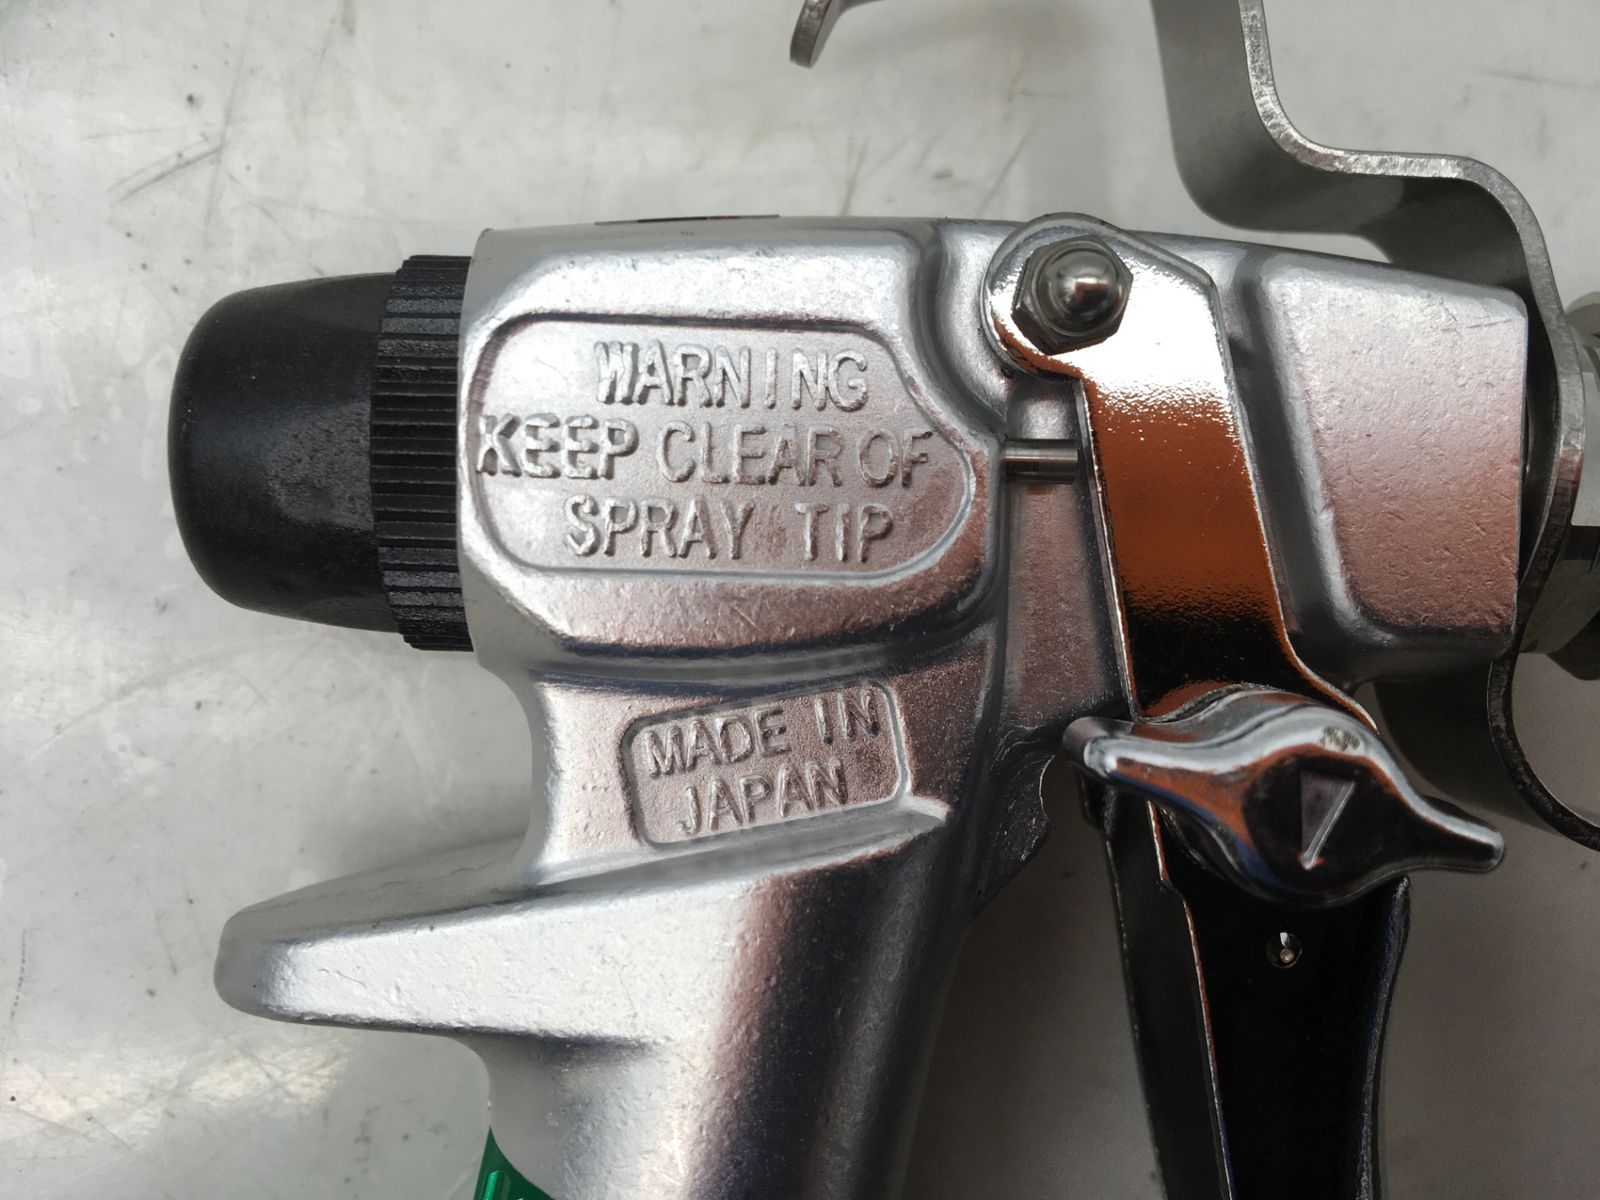 WARNING
KEEP CLEAR OF
SPRAY TIP
MADE IN
JAPAN